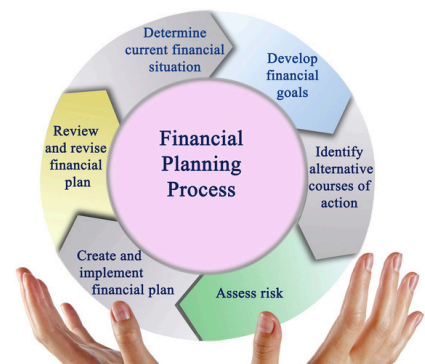 Financial
Planning
Process
Determine
current financial
situation
Develop
financial
goals
Identify
alternative
courses of
action
Assess risk
Create and
implement
financial plan
Review
and revise
financial
plan